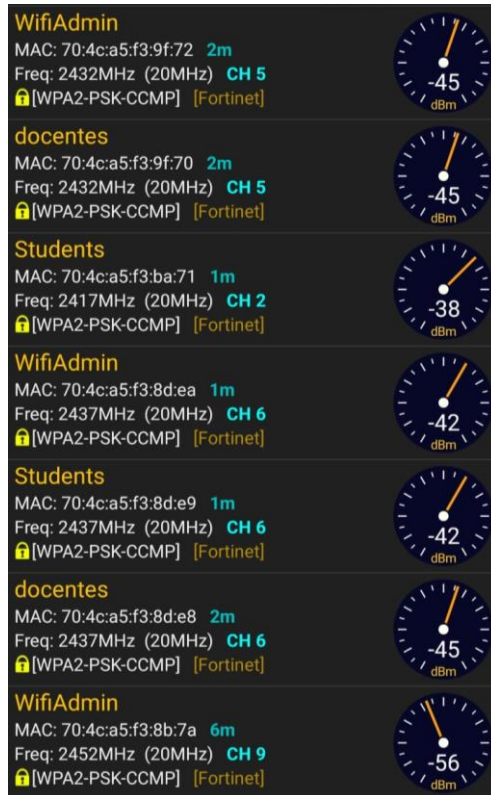 WifiAdmin
MAC: 70:4c:a5:f3:9f:72 2m
Freq: 2432MHz (20MHz) CH 5
[WPA2-PSK-CCMP] [Fortinet]
-45
dBm
docentes
MAC: 70:4c:a5:f3:9f:70 2m
Freq: 2432MHz (20MHz) CH 5
[WPA2-PSK-CCMP] [Fortinet]
-45
dBm
Students
MAC: 70:4c:a5:f3:ba:71 1m
Freq: 2417MHz (20MHz) CH 2
[WPA2-PSK-CCMP] [Fortinet]
-38
dBm
WifiAdmin
MAC: 70:4c:a5:f3:8d:ea 1m
Freq: 2437MHz (20MHz) CH 6
[WPA2-PSK-CCMP] [Fortinet]
-42
dBm
Students
MAC: 70:4c:a5:f3:8d:e9 1m
Freq: 2437MHz (20MHz) CH 6
[WPA2-PSK-CCMP] [Fortinet]
-42
dBm
docentes
MAC: 70:4c:a5:f3:8d:e8 2m
Freq: 2437MHz (20MHz) CH 6
[WPA2-PSK-CCMP] [Fortinet]
-45
dBm
WifiAdmin
MAC: 70:4c:a5:f3:8b:7a 6m
Freq: 2452MHz (20MHz) CH 9
[WPA2-PSK-CCMP] [Fortinet]
-56
dBm